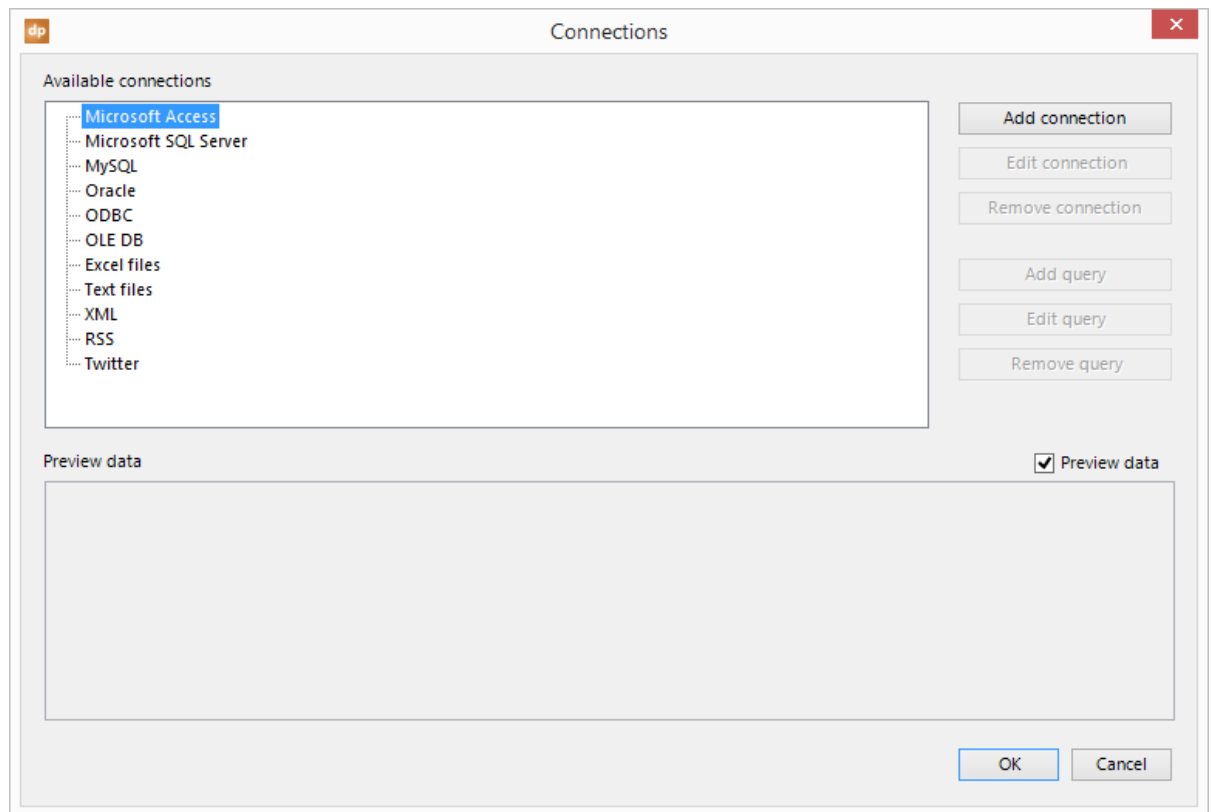 dp
Connections
Available connections
Microsoft Access
Microsoft SQL Server
MySQL
Oracle
ODBC
OLE DB
Excel files
Text files
XML
RSS
Twitter
Add connection
Edit connection
Remove connection
Add query
Edit query
Remove query
Preview data
Preview data
OK
Cancel